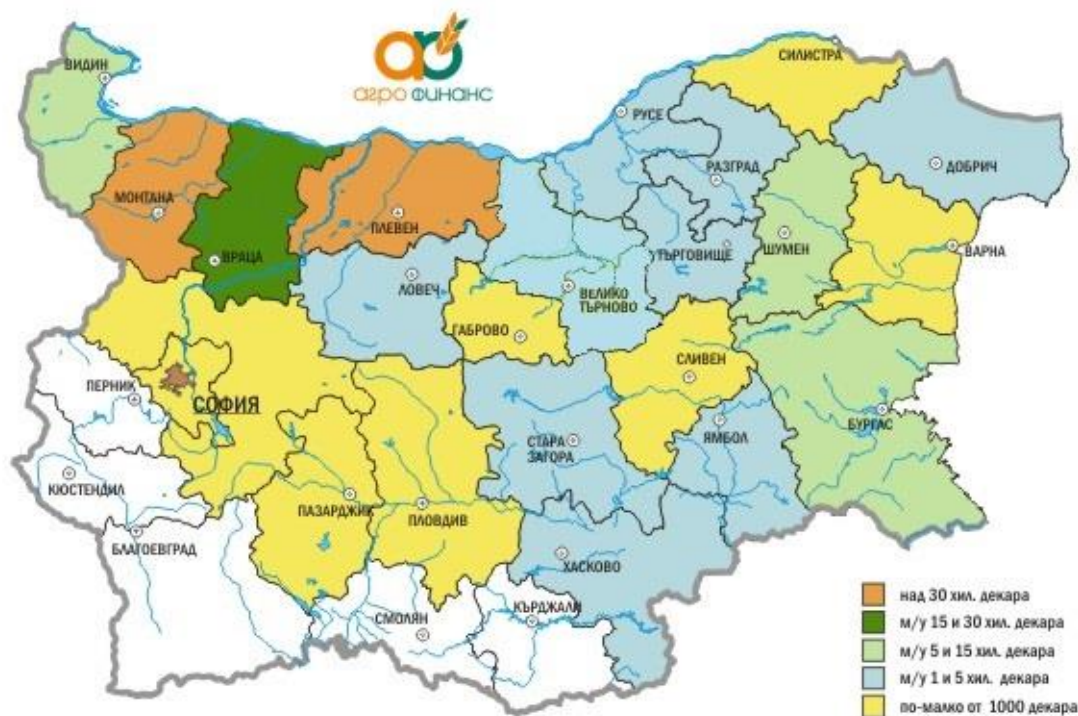 агро финанс
ВИДИН
СИЛИСТРА
РУСЕ
ДОБРИЧ
РАЗГРАД
МОНТАНА
ПЛЕВЕН
ШУМЕН
ВАРНА
ВРАЦА
ТЪРГОВИЩЕ
ЛОВЕЧ
ВЕЛИКО
ТЪРНОВО
ГАБРОВО
СЛИВЕН
ПЕРНИК
СОФИЯ
БУРГАС
ЯМБОЛ
СТАРА
ЗАГОРА
КЮСТЕНДИЛ
ПАЗАРДЖИК
ПЛОВДИВ
БЛАГОЕВГРАД
ХАСКОВО
СМОЛЯН
КЪРДЖАЛИ
над 30 хил. декара
м/у 15 и 30 хил. декара
м/у 5 и 15 хил. декара
м/у 1 и 5 хил. декара
по-малко от 1000 декара